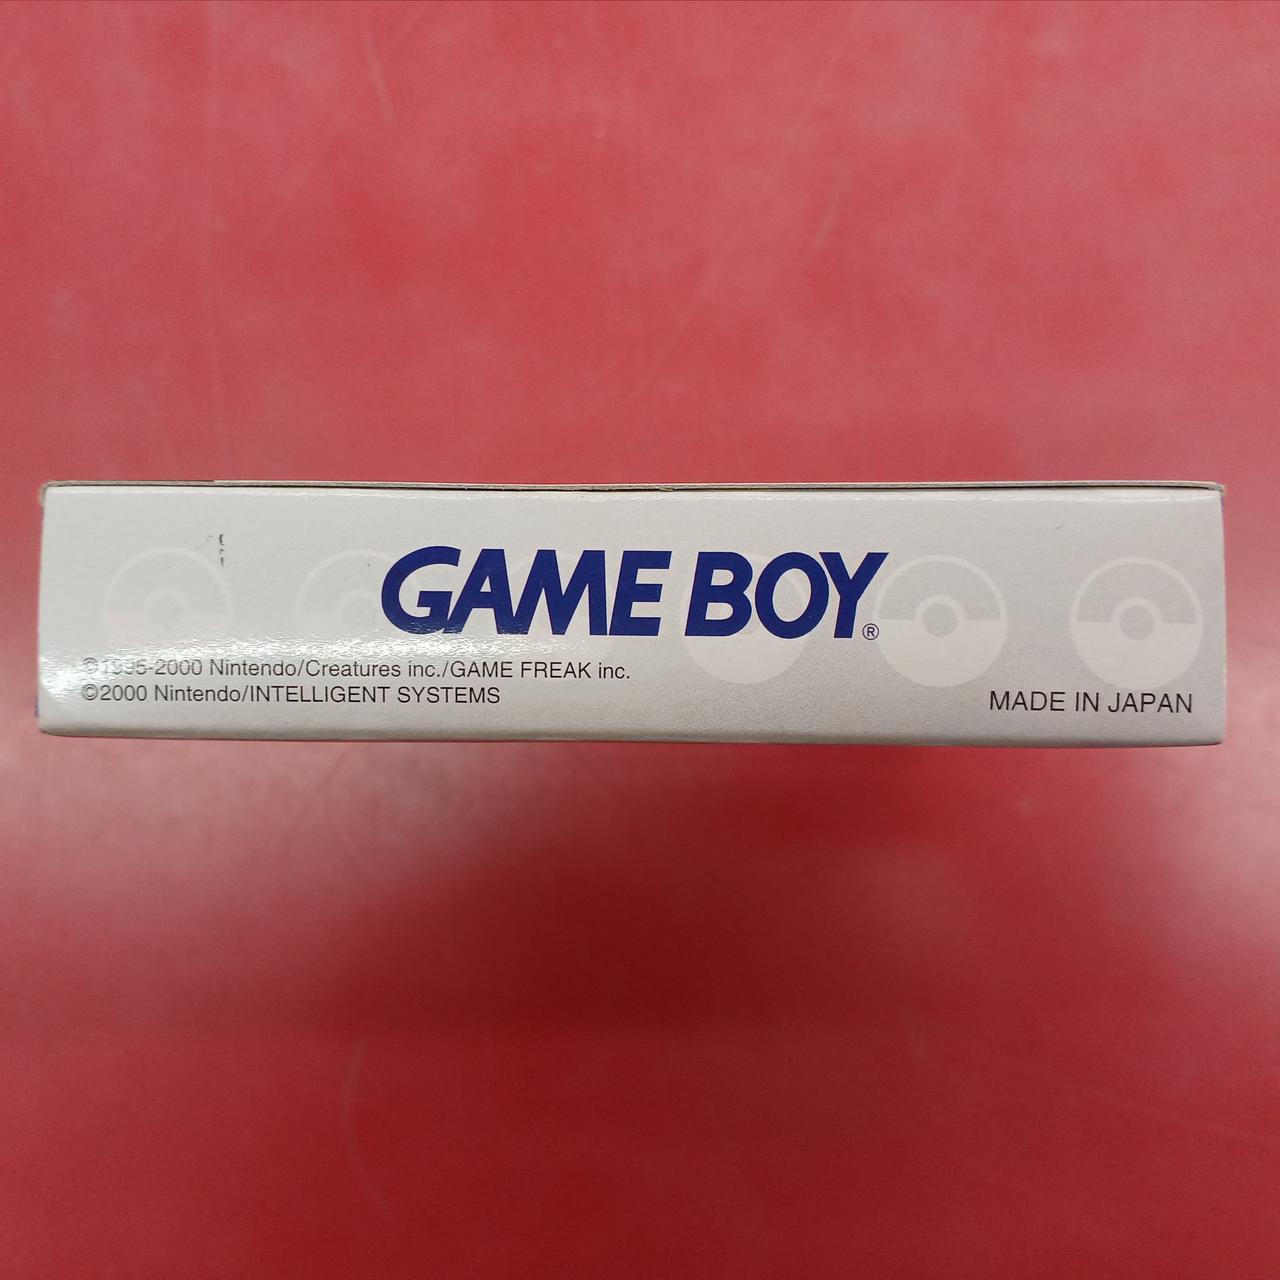 GAME BOY®
©1995-2000 Nintendo/Creatures inc./GAME FREAK inc.
©2000 Nintendo/INTELLIGENT SYSTEMS
MADE IN JAPAN